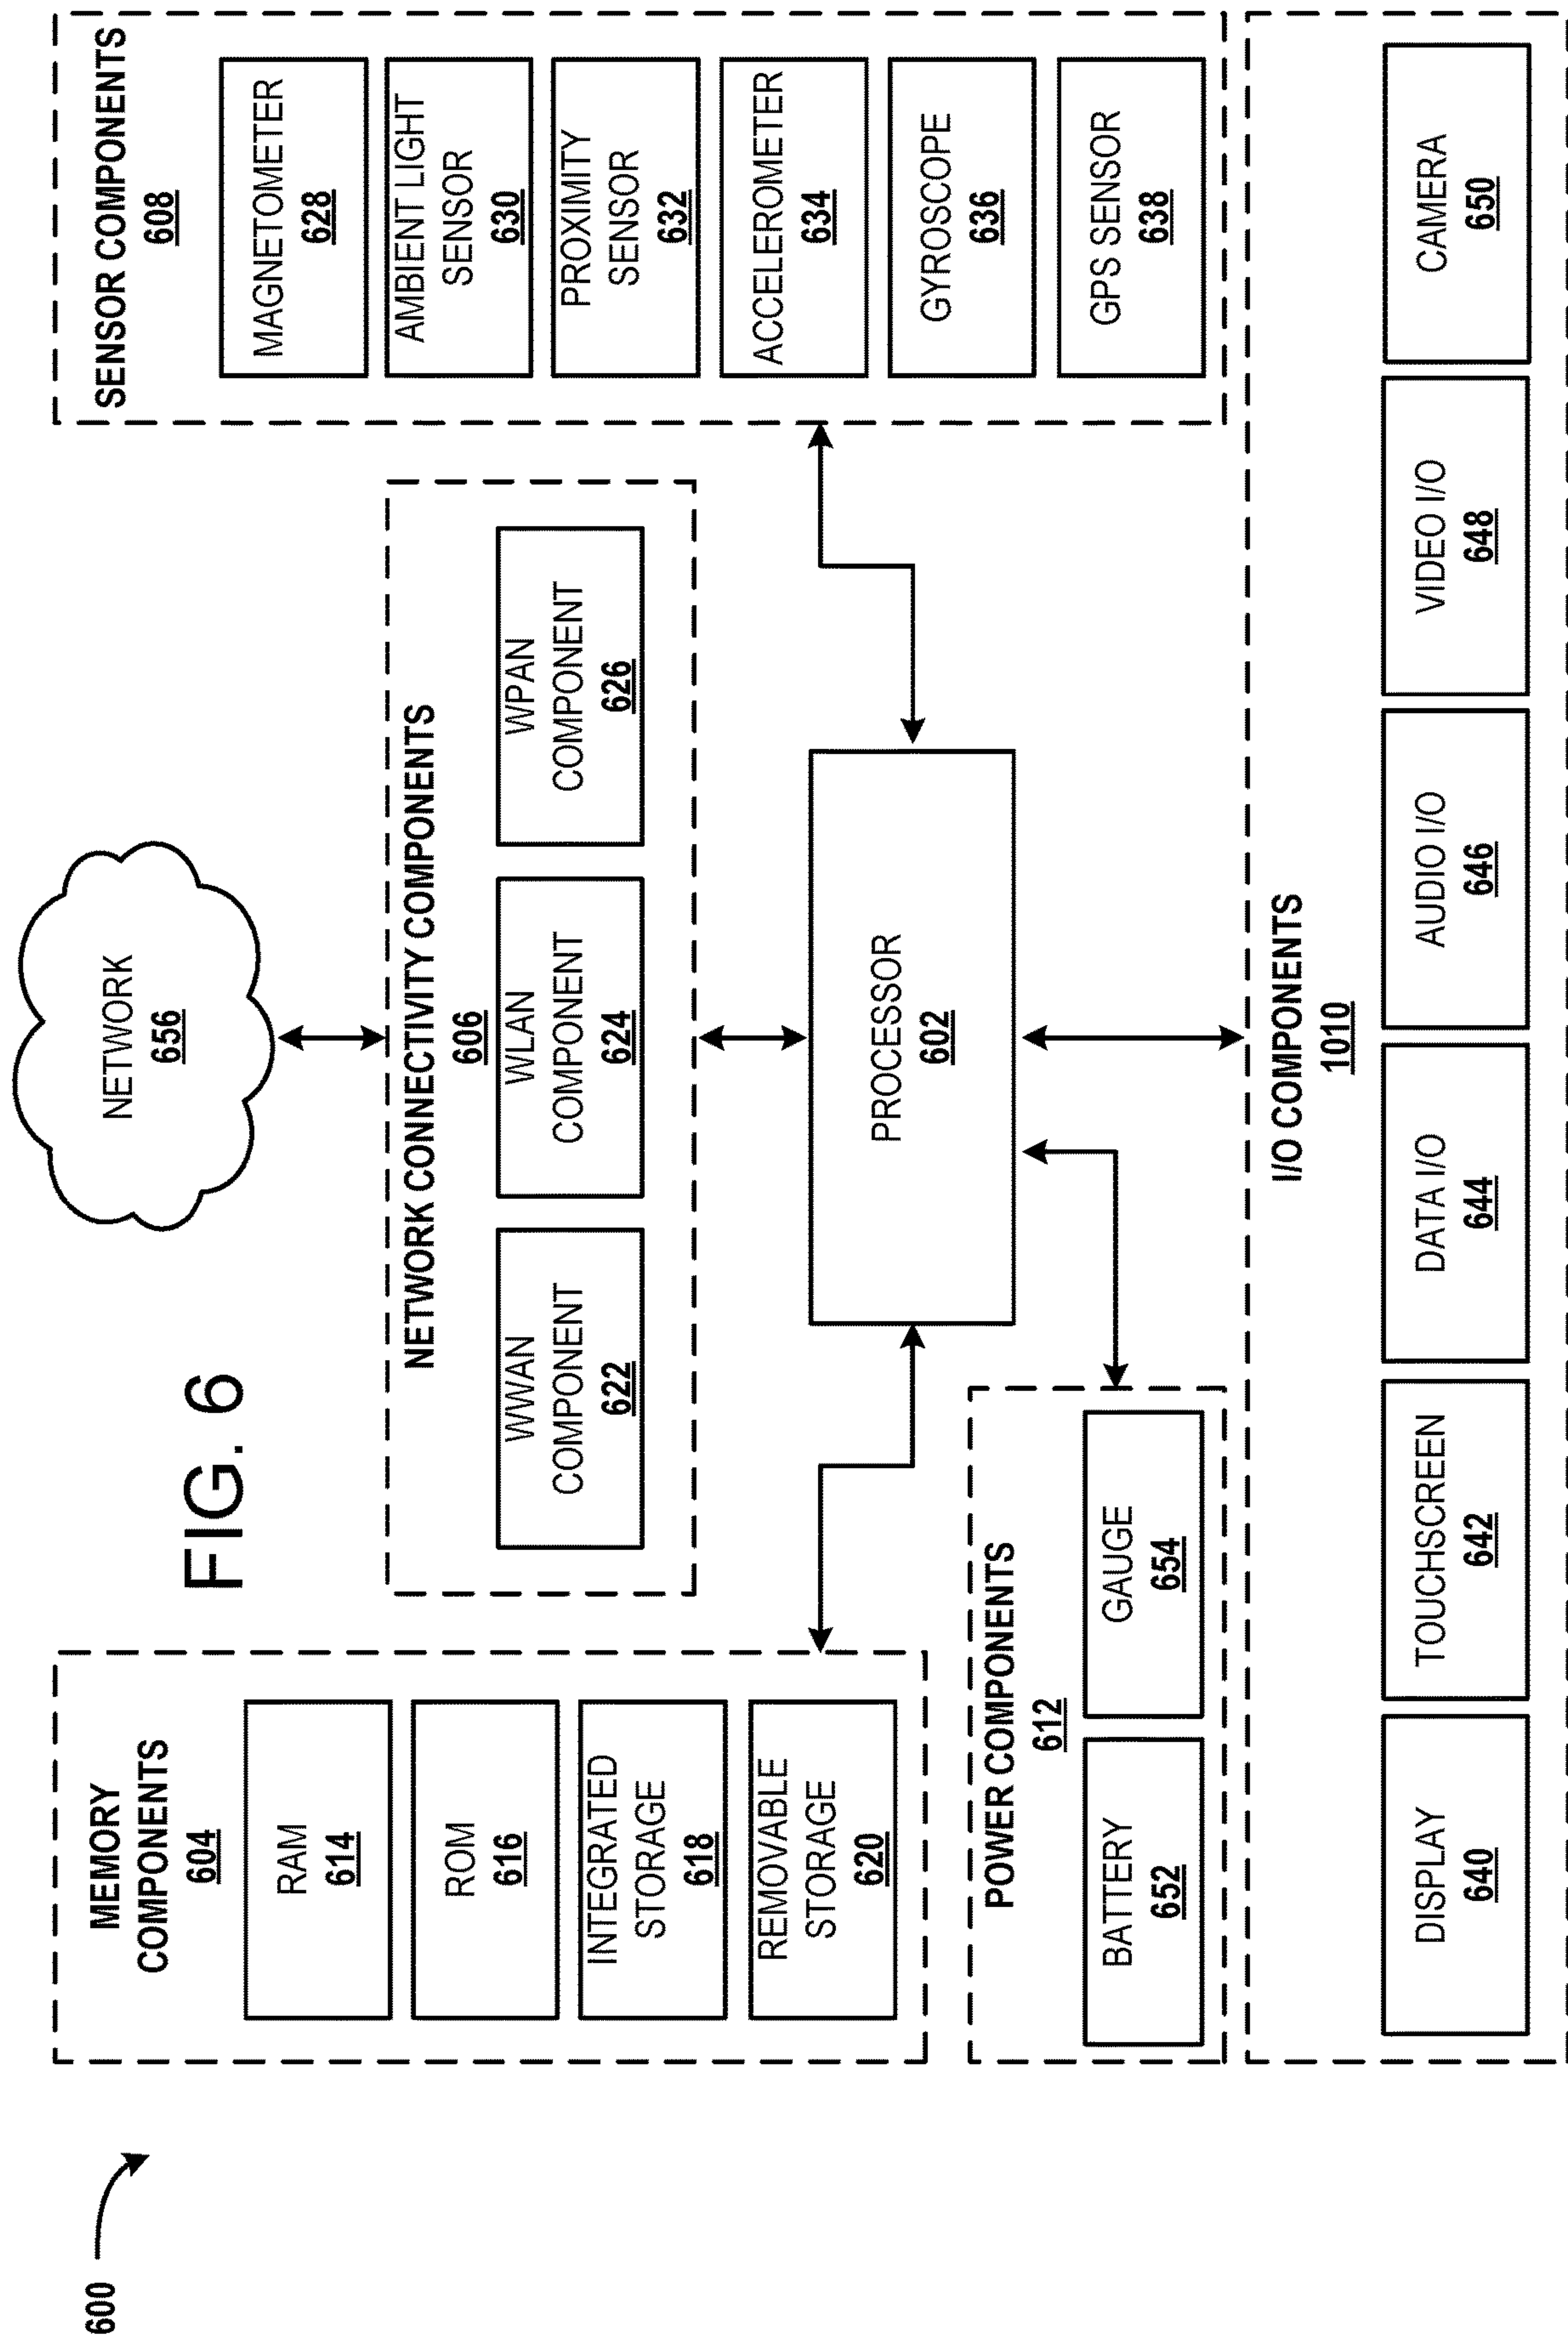 600
FIG. 6
NETWORK
656
MEMORY
COMPONENTS
604
RAM
614
ROM
616
INTEGRATED
STORAGE
618
REMOVABLE
STORAGE
620
NETWORK CONNECTIVITY COMPONENTS
606
WWAN
COMPONENT
622
WLAN
COMPONENT
624
WPAN
COMPONENT
626
SENSOR COMPONENTS
608
MAGNETOMETER
628
AMBIENT LIGHT
SENSOR
630
PROXIMITY
SENSOR
632
ACCELEROMETER
634
GYROSCOPE
636
GPS SENSOR
638
PROCESSOR
602
POWER COMPONENTS
612
BATTERY
652
GAUGE
654
I/O COMPONENTS
1010
DISPLAY
640
TOUCHSCREEN
642
DATA I/O
644
AUDIO I/O
646
VIDEO I/O
648
CAMERA
650